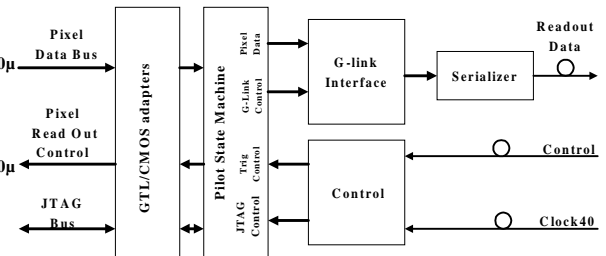 Pixel
Data Bus
0μ
Pixel
Read Out
Control
0μ
JTAG
Bus
GTL/CMOS adapters
Pilot State Machine
Pixel
Data
G-Link
Control
Trig
Control
JTAG
Control
G-link
Interface
Control
Serializer
Readout
Data
Control
Clock40